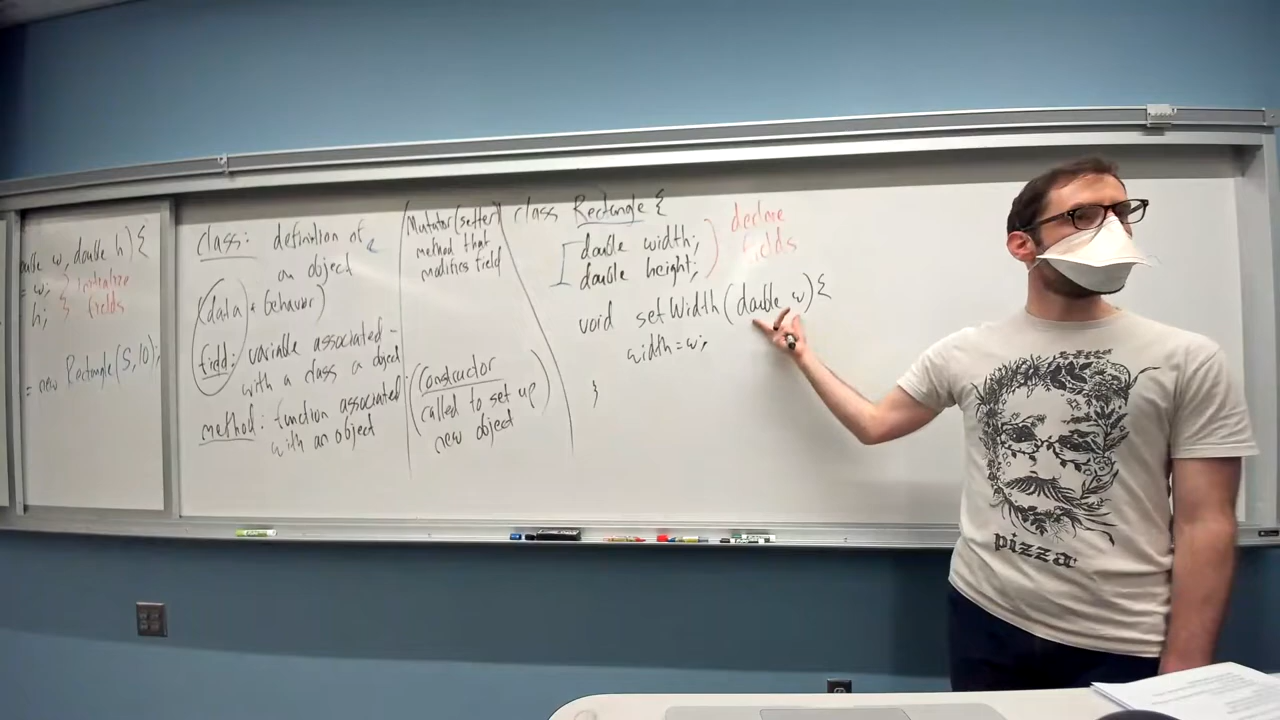 w, double h) {
= w; } initialize
h; fields
= new Rectangle(5,10);
class: definition of
an object
(data & behavior)
field: variable associated
with a class a object
method: function associated
with an object
Mutator(setter)
method that
modifies field
Constructor
called to set up
new object
class Rectangle {
double width;
double height;
declare
fields
void setWidth(double w){
width=w;
}
pizza